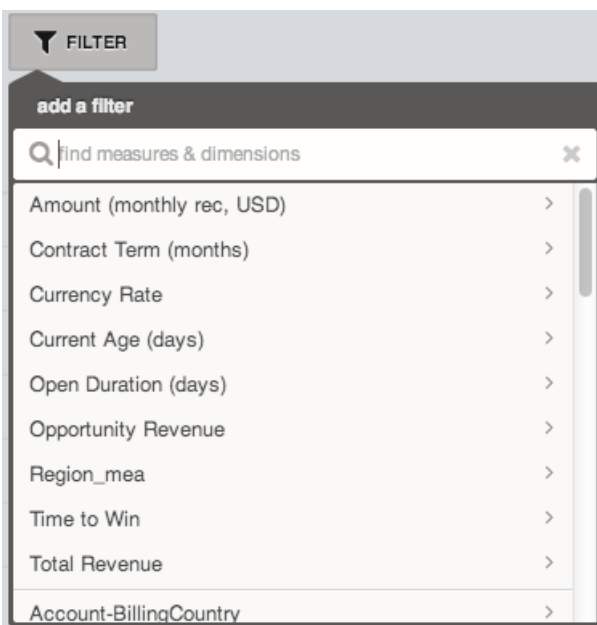 FILTER
add a filter
find measures & dimensions
Amount (monthly rec, USD)
Contract Term (months)
Currency Rate
Current Age (days)
Open Duration (days)
Opportunity Revenue
Region_mea
Time to Win
Total Revenue
Account-BillingCountry